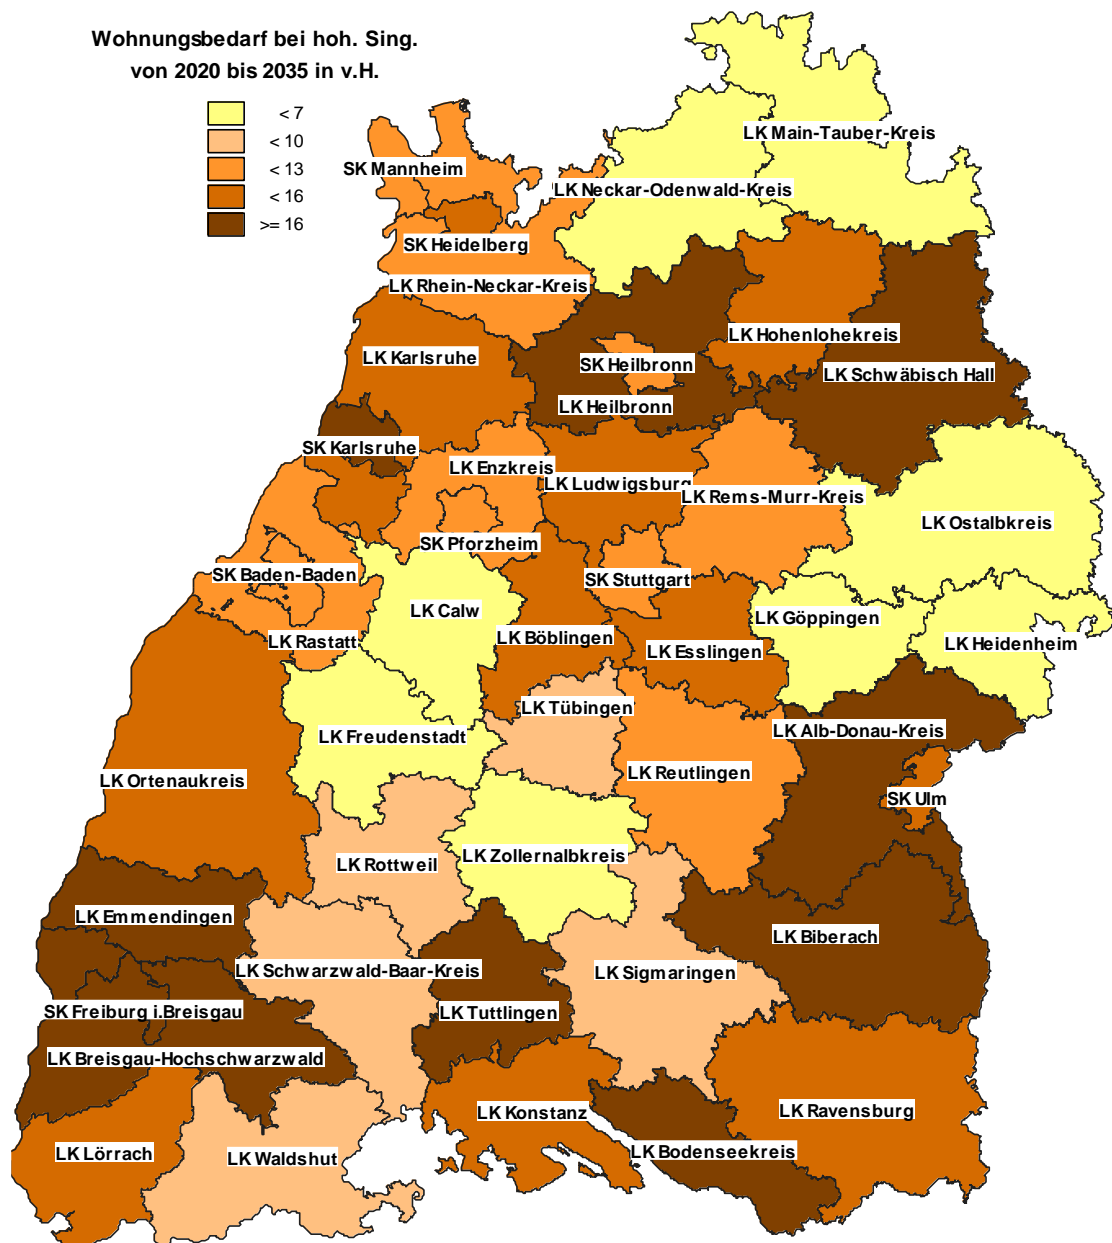 Wohnungsbedarf bei hoh. Sing.
von 2020 bis 2035 in v.H.
< 7
< 10
< 13
< 16
>= 16
LK Main-Tauber-Kreis
SK Mannheim
LK Neckar-Odenwald-Kreis
SK Heidelberg
LK Rhein-Neckar-Kreis
LK Hohenlohekreis
LK Karlsruhe
SK Heilbronn
LK Schwäbisch Hall
LK Heilbronn
SK Karlsruhe
LK Enzkreis
LK Ludwigsburg
LK Rems-Murr-Kreis
LK Ostalbkreis
SK Pforzheim
SK Baden-Baden
SK Stuttgart
LK Calw
LK Göppingen
LK Rastatt
LK Böblingen
LK Esslingen
LK Heidenheim
LK Tübingen
LK Freudenstadt
LK Alb-Donau-Kreis
LK Ortenaukreis
LK Reutlingen
SK Ulm
LK Rottweil
LK Zollernalbkreis
LK Emmendingen
LK Biberach
LK Schwarzwald-Baar-Kreis
LK Sigmaringen
SK Freiburg i.Breisgau
LK Tuttlingen
LK Breisgau-Hochschwarzwald
LK Konstanz
LK Ravensburg
LK Lörrach
LK Waldshut
LK Bodenseekreis